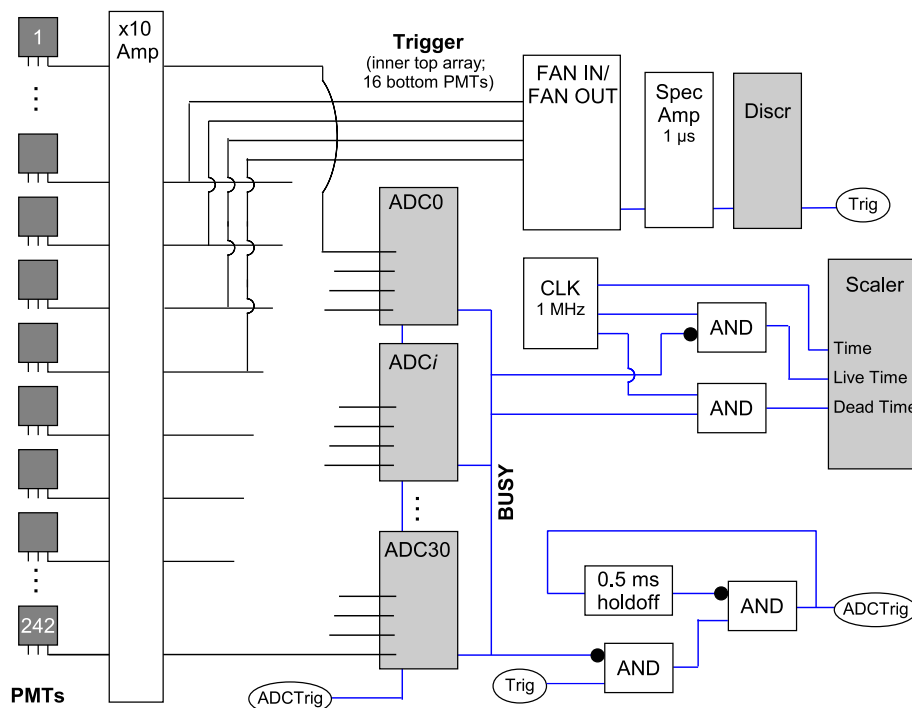 1
x10
Amp
Trigger
(inner top array;
16 bottom PMTs)
FAN IN/
FAN OUT
Spec
Amp
1 µs
Discr
Trig
ADC0
CLK
1 MHz
AND
Scaler
Time
Live Time
Dead Time
ADCi
AND
BUSY
ADC30
0.5 ms
holdoff
AND
ADCTrig
242
AND
Trig
ADCTrig
PMTs